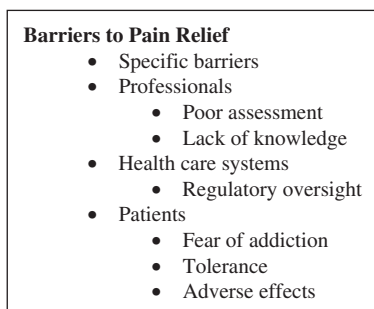 Barriers to Pain Relief
• Specific barriers
• Professionals
• Poor assessment
• Lack of knowledge
• Health care systems
• Regulatory oversight
• Patients
• Fear of addiction
• Tolerance
• Adverse effects